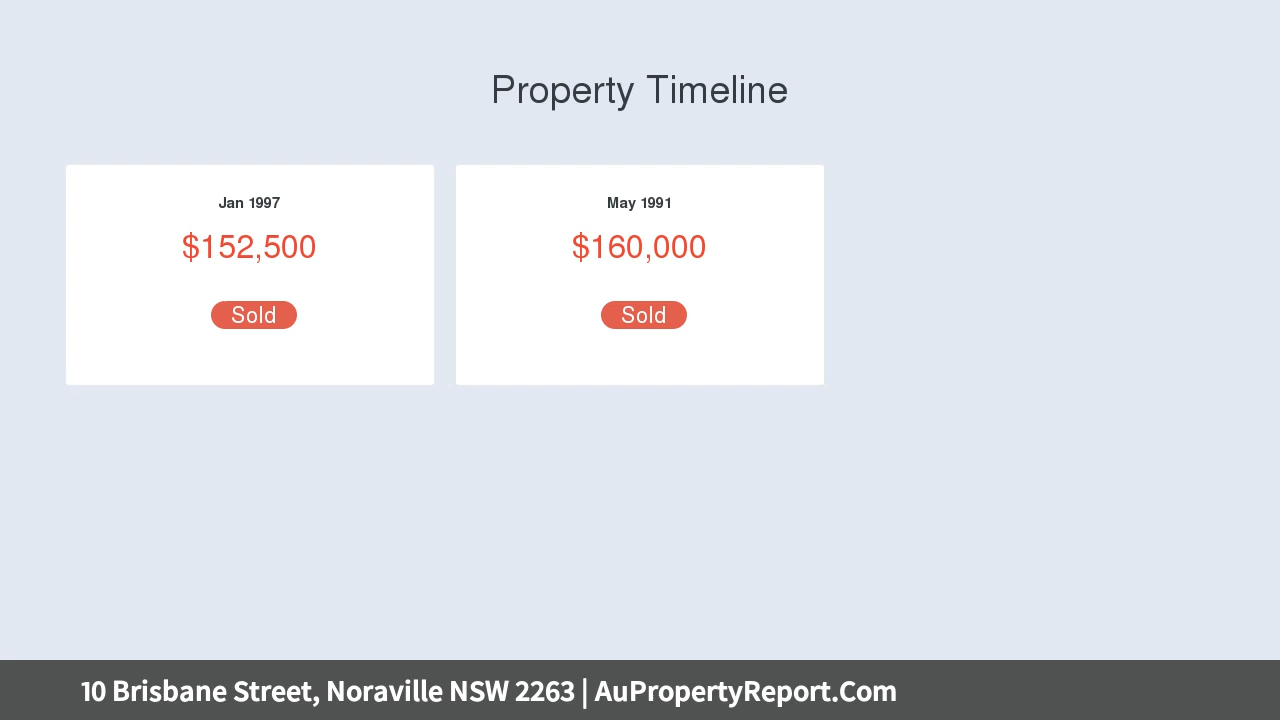 Property Timeline
Jan 1997
$152,500
Sold
May 1991
$160,000
Sold
10 Brisbane Street, Noraville NSW 2263 | AuPropertyReport.Com